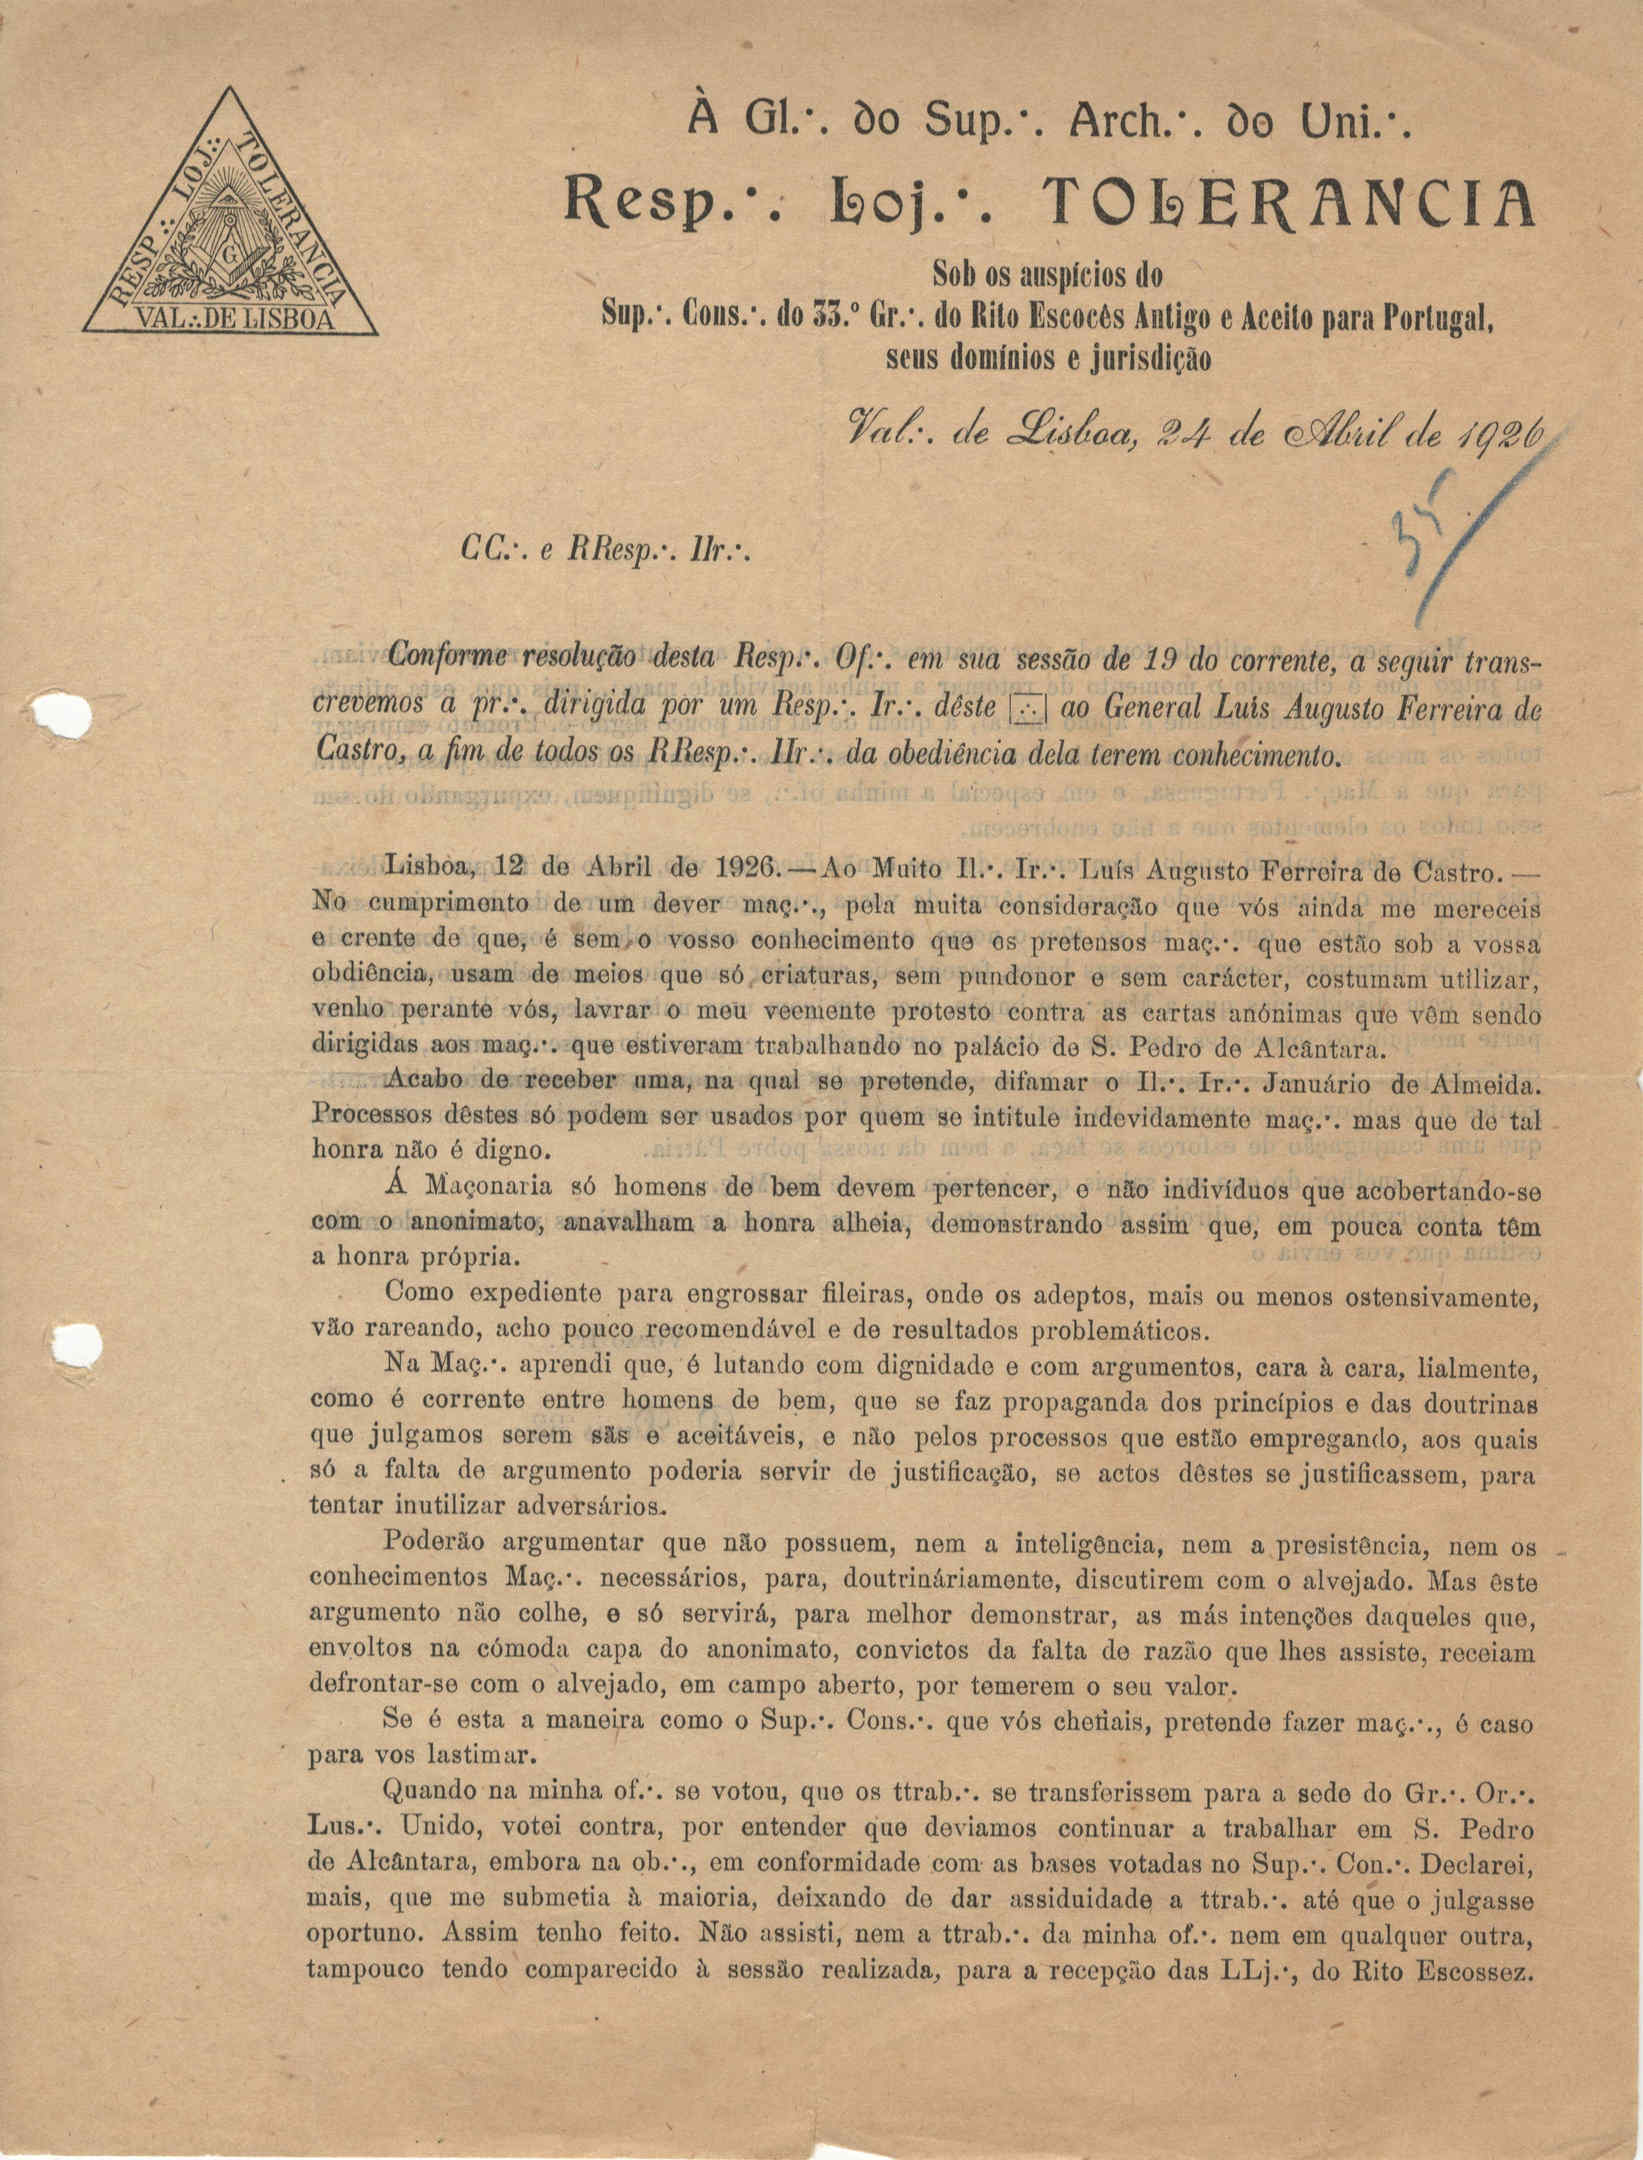 À Gl.·. do Sup.·. Arch.·. do Uni.·.
Resp.·. Loj.·. TOLERANCIA
RESP.·. LOJ.·. TOLERANCIA
G
VAL.·. DE LISBOA
Sob os auspícios do
Sup.·. Cons.·. do 33.º Gr.·. do Rito Escocês Antigo e Aceito para Portugal,
seus domínios e jurisdição
Val.·. de Lisboa, 24 de Abril de 1926
CC.·. e RResp.·. IIr.·.
Conforme resolução desta Resp.·. Of.·. em sua sessão de 19 do corrente, a seguir trans-
crevemos a pr.·. dirigida por um Resp.·. Ir.·. dêste [.·.] ao General Luís Augusto Ferreira de
Castro, a fim de todos os RResp.·. IIr.·. da obediência dela terem conhecimento.
Lisboa, 12 de Abril de 1926.—Ao Muito Il.·. Ir.·. Luís Augusto Ferreira de Castro.—
No cumprimento de um dever maç.·., pela muita consideração que vós ainda me mereceis
e crente de que, é sem o vosso conhecimento que os pretensos maç.·. que estão sob a vossa
obdiência, usam de meios que só criaturas, sem pundonor e sem carácter, costumam utilizar,
venho perante vós, lavrar o meu veemente protesto contra as cartas anónimas que vêm sendo
dirigidas aos maç.·. que estiveram trabalhando no palácio de S. Pedro de Alcântara.
Acabo de receber uma, na qual se pretende, difamar o Il.·. Ir.·. Januário de Almeida.
Processos dêstes só podem ser usados por quem se intitule indevidamente maç.·. mas que de tal
honra não é digno.
Á Maçonaria só homens de bem devem pertencer, e não indivíduos que acobertando-se
com o anonimato, anavalham a honra alheia, demonstrando assim que, em pouca conta têm
a honra própria.
Como expediente para engrossar fileiras, onde os adeptos, mais ou menos ostensivamente,
vão rareando, acho pouco recomendável e de resultados problemáticos.
Na Maç.·. aprendi que, é lutando com dignidade e com argumentos, cara à cara, lialmente,
como é corrente entre homens de bem, que se faz propaganda dos princípios e das doutrinas
que julgamos serem sãs e aceitáveis, e não pelos processos que estão empregando, aos quais
só a falta de argumento poderia servir de justificação, se actos dêstes se justificassem, para
tentar inutilizar adversários.
Poderão argumentar que não possuem, nem a inteligência, nem a presistência, nem os
conhecimentos Maç.·. necessários, para, doutrináriamente, discutirem com o alvejado. Mas êste
argumento não colhe, e só servirá, para melhor demonstrar, as más intenções daqueles que,
envoltos na cómoda capa do anonimato, convictos da falta de razão que lhes assiste, receiam
defrontar-se com o alvejado, em campo aberto, por temerem o seu valor.
Se é esta a maneira como o Sup.·. Cons.·. que vós chefiais, pretende fazer maç.·., é caso
para vos lastimar.
Quando na minha of.·. se votou, que os ttrab.·. se transferissem para a sede do Gr.·. Or.·.
Lus.·. Unido, votei contra, por entender que deviamos continuar a trabalhar em S. Pedro
de Alcântara, embora na ob.·., em conformidade com as bases votadas no Sup.·. Con.·. Declarei,
mais, que me submetia à maioria, deixando de dar assiduidade a ttrab.·. até que o julgasse
oportuno. Assim tenho feito. Não assisti, nem a ttrab.·. da minha of.·. nem em qualquer outra,
tampouco tendo comparecido à sessão realizada, para a recepção das LLj.·, do Rito Escossez.